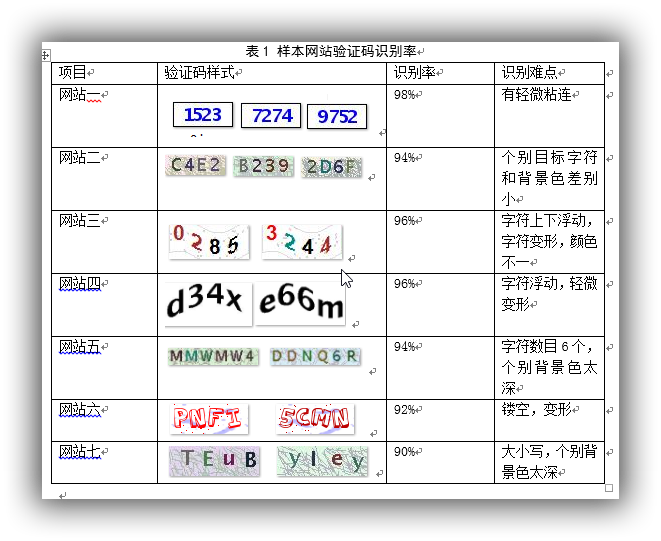 表 1 样本网站验证码识别率
项目 验证码样式 识别率 识别难点
网站一 1523 7274 9752 98% 有轻微粘连
网站二 C4E2 B239 2D6F 94% 个别目标字符
和背景色差别
小
网站三 0285 3244 96% 字符上下浮动，
字符变形，颜色
不一
网站四 d34x e66m 96% 字符浮动，轻微
变形
网站五 MMWMW4 DDNQ6R 94% 字符数目 6 个，
个别背景色太
深
网站六 PNFI SCMN 92% 镂空，变形
网站七 TEuB yley 90% 大小写，个别背
景色太深